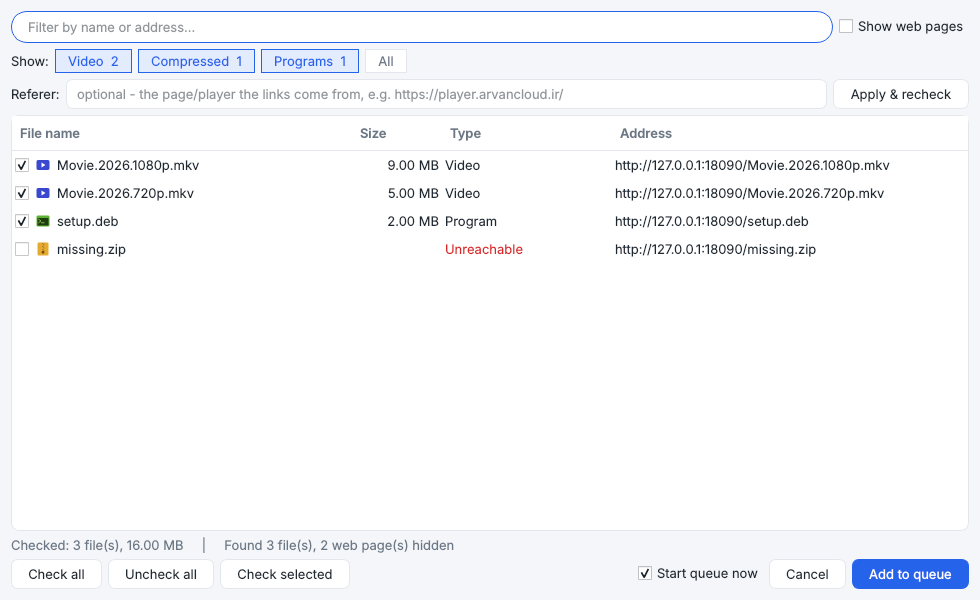 Filter by name or address... Show web pages
Show: Video 2 Compressed 1 Programs 1 All
Referer: optional - the page/player the links come from, e.g. https://player.arvancloud.ir/ Apply & recheck
File name Size Type Address
Movie.2026.1080p.mkv 9.00 MB Video http://127.0.0.1:18090/Movie.2026.1080p.mkv
Movie.2026.720p.mkv 5.00 MB Video http://127.0.0.1:18090/Movie.2026.720p.mkv
setup.deb 2.00 MB Program http://127.0.0.1:18090/setup.deb
missing.zip Unreachable http://127.0.0.1:18090/missing.zip
Checked: 3 file(s), 16.00 MB | Found 3 file(s), 2 web page(s) hidden
Check all Uncheck all Check selected Start queue now Cancel Add to queue